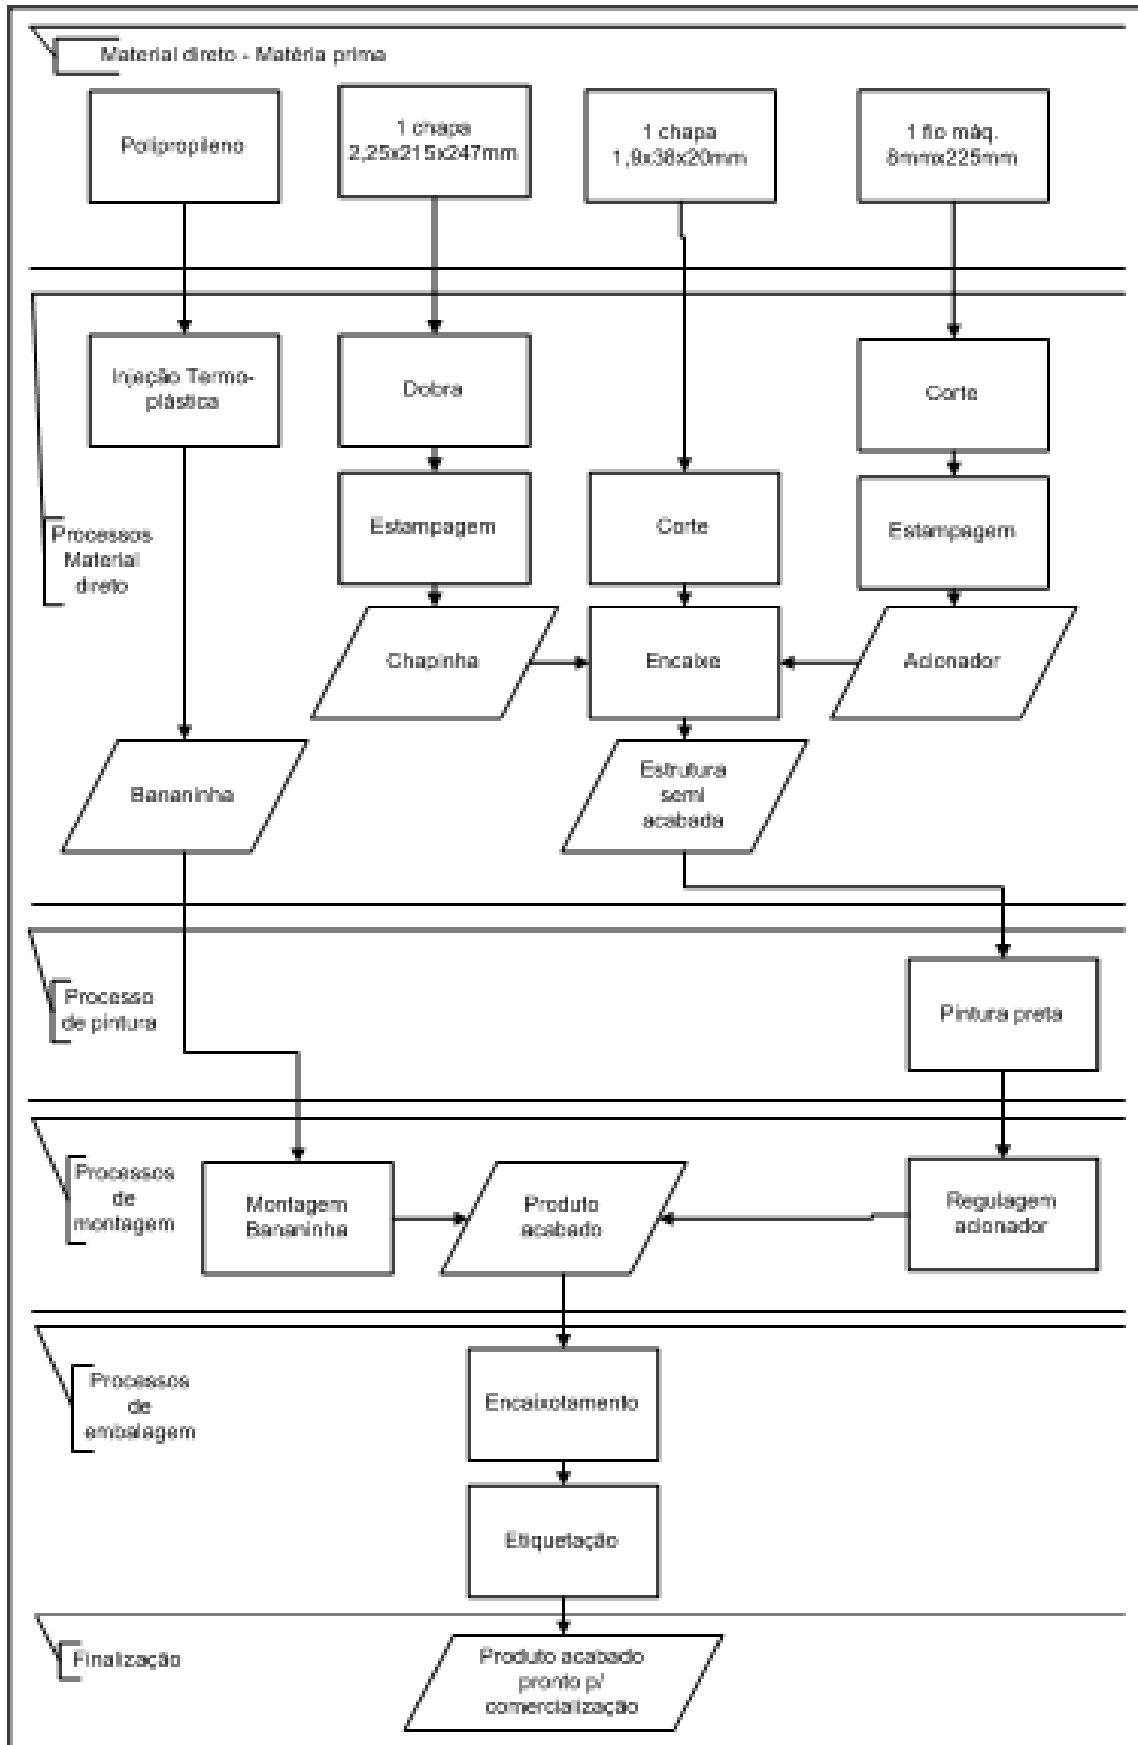 Material direto - Matéria prima
Polipropileno
1 chapa
2,25x215x247mm
1 chapa
1,9x38x20mm
1 fio máq.
8mmx225mm
Injeção Termo-
plástica
Dobra
Corte
Estampagem
Corte
Estampagem
Processos
Material
direto
Chapinha
Encaixe
Acionador
Bananinha
Estrutura
semi
acabada
Processo
de pintura
Pintura preta
Processos
de
montagem
Montagem
Bananinha
Produto
acabado
Regulagem
acionador
Processos
de
embalagem
Encaixotamento
Etiquetação
Finalização
Produto acabado
pronto p/
comercialização